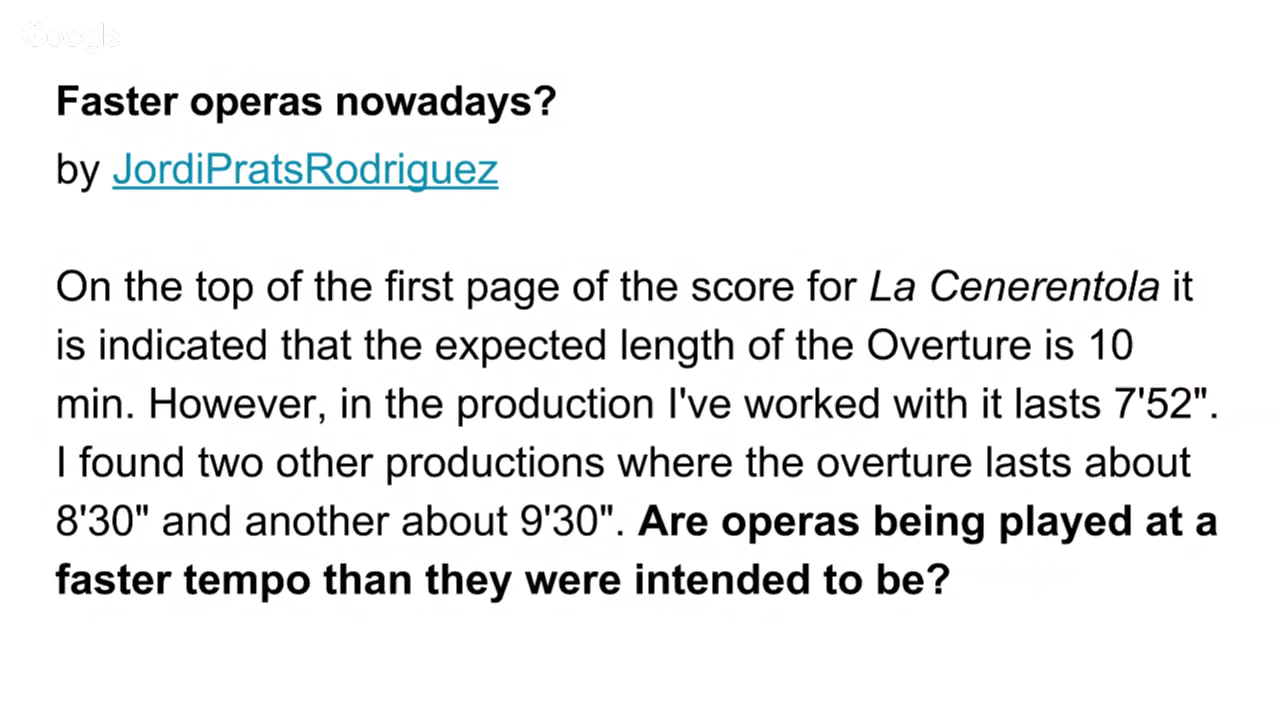 Google
Faster operas nowadays?
by JordiPratsRodriguez
On the top of the first page of the score for La Cenerentola it
is indicated that the expected length of the Overture is 10
min. However, in the production I've worked with it lasts 7'52".
I found two other productions where the overture lasts about
8'30" and another about 9'30". Are operas being played at a
faster tempo than they were intended to be?